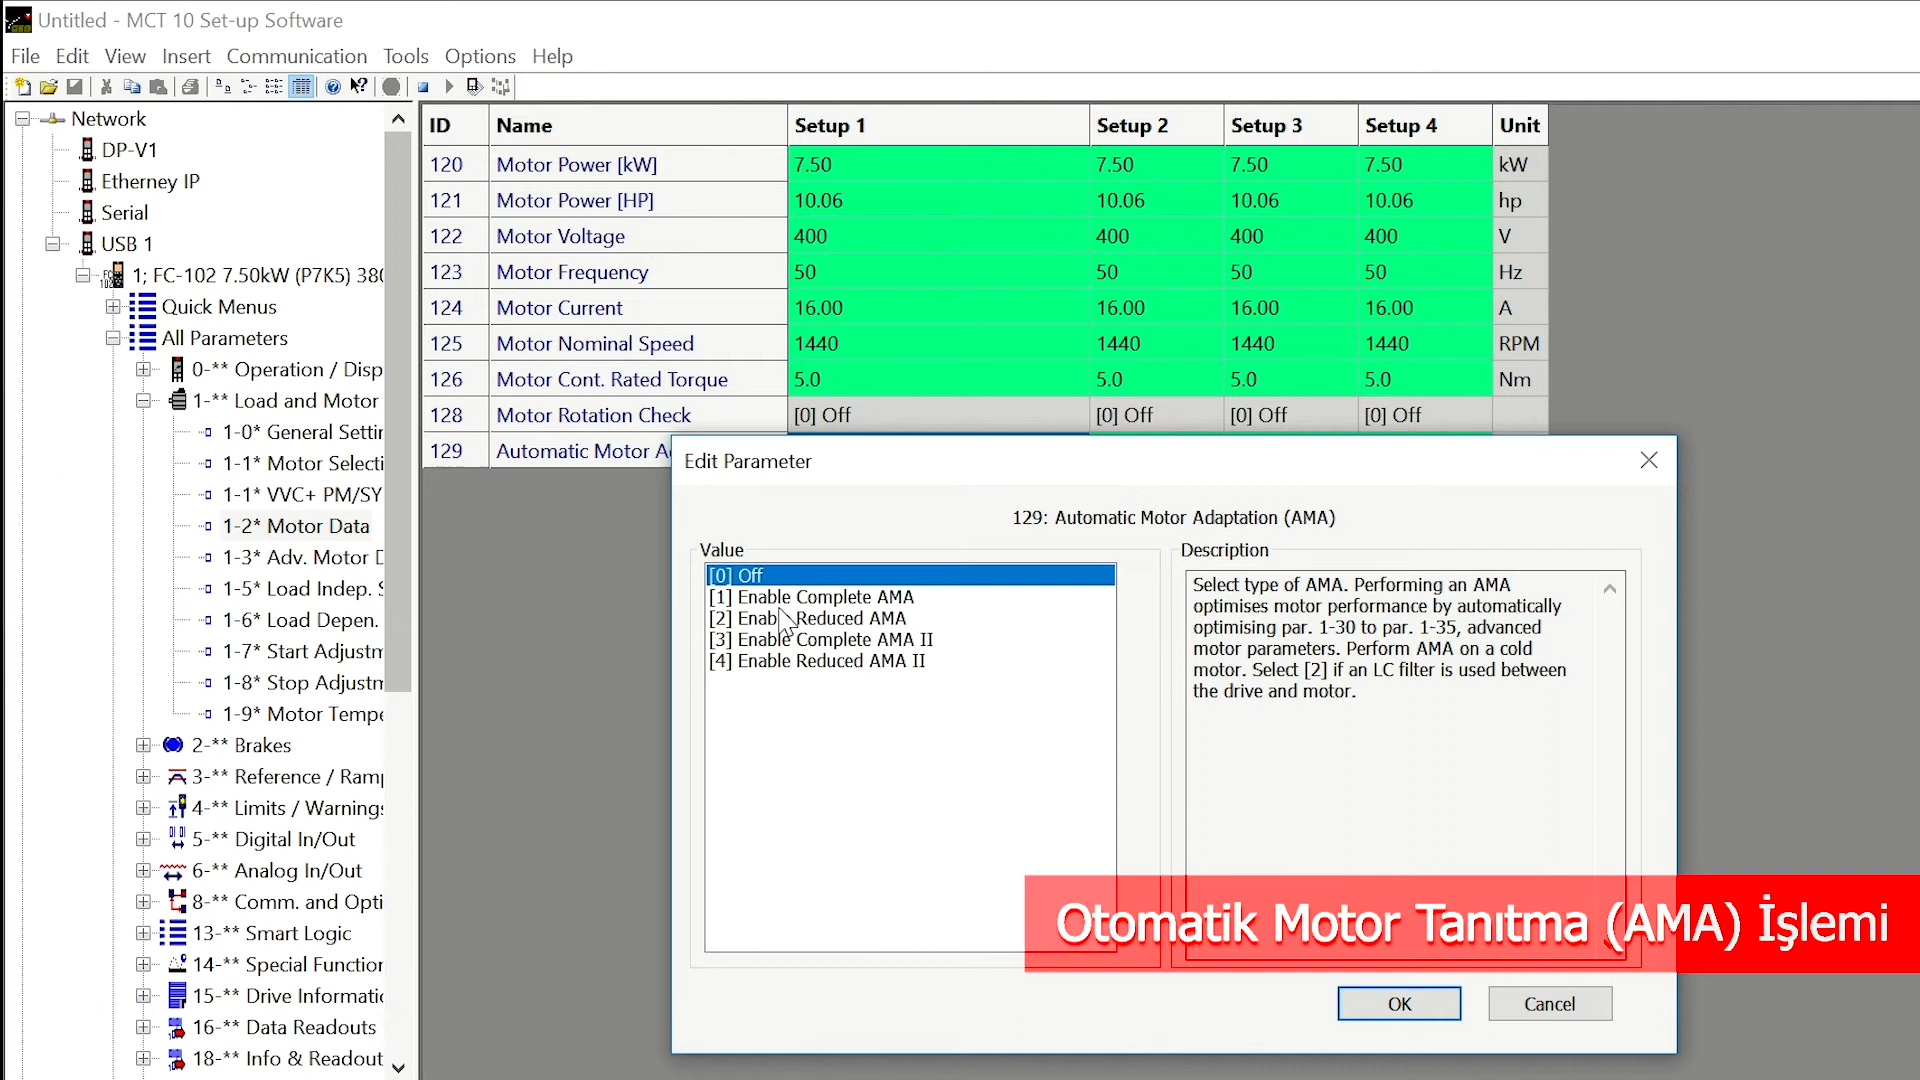 Untitled - MCT 10 Set-up Software
File Edit View Insert Communication Tools Options Help
Network
DP-V1
Etherney IP
Serial
USB 1
1; FC-102 7.50kW (P7K5) 380
Quick Menus
All Parameters
0-** Operation / Disp
1-** Load and Motor
1-0* General Settin
1-1* Motor Selecti
1-1* VVC+ PM/SY
1-2* Motor Data
1-3* Adv. Motor D
1-5* Load Indep. S
1-6* Load Depen.
1-7* Start Adjustm
1-8* Stop Adjustm
1-9* Motor Tempe
2-** Brakes
3-** Reference / Ramp
4-** Limits / Warnings
5-** Digital In/Out
6-** Analog In/Out
8-** Comm. and Opti
13-** Smart Logic
14-** Special Function
15-** Drive Informatio
16-** Data Readouts
18-** Info & Readout
ID Name Setup 1 Setup 2 Setup 3 Setup 4 Unit
120 Motor Power [kW] 7.50 7.50 7.50 7.50 kW
121 Motor Power [HP] 10.06 10.06 10.06 10.06 hp
122 Motor Voltage 400 400 400 400 V
123 Motor Frequency 50 50 50 50 Hz
124 Motor Current 16.00 16.00 16.00 16.00 A
125 Motor Nominal Speed 1440 1440 1440 1440 RPM
126 Motor Cont. Rated Torque 5.0 5.0 5.0 5.0 Nm
128 Motor Rotation Check [0] Off [0] Off [0] Off [0] Off
129 Automatic Motor A
Edit Parameter
129: Automatic Motor Adaptation (AMA)
Value
[0] Off
[1] Enable Complete AMA
[2] Enable Reduced AMA
[3] Enable Complete AMA II
[4] Enable Reduced AMA II
Description
Select type of AMA. Performing an AMA
optimises motor performance by automatically
optimising par. 1-30 to par. 1-35, advanced
motor parameters. Perform AMA on a cold
motor. Select [2] if an LC filter is used between
the drive and motor.
Otomatik Motor Tanıtma (AMA) İşlemi
OK Cancel